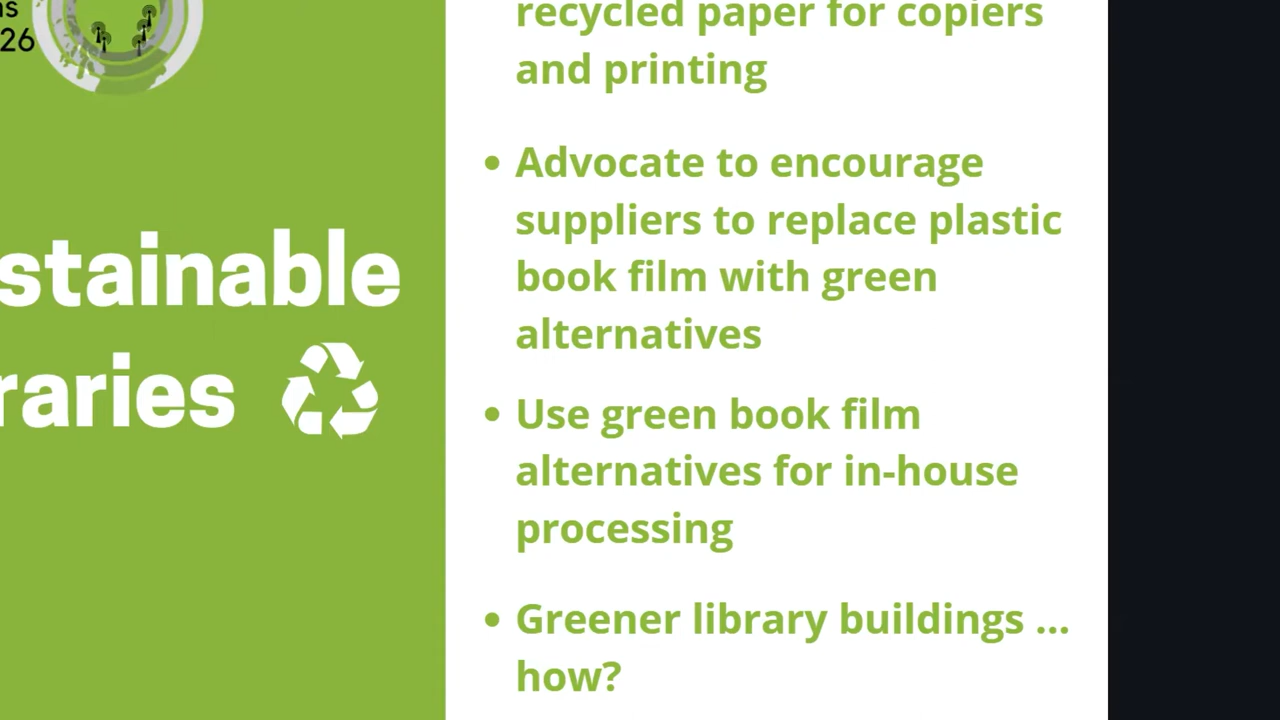 ns
26
stainable
raries
recycled paper for copiers
and printing
• Advocate to encourage
suppliers to replace plastic
book film with green
alternatives
• Use green book film
alternatives for in-house
processing
• Greener library buildings ...
how?